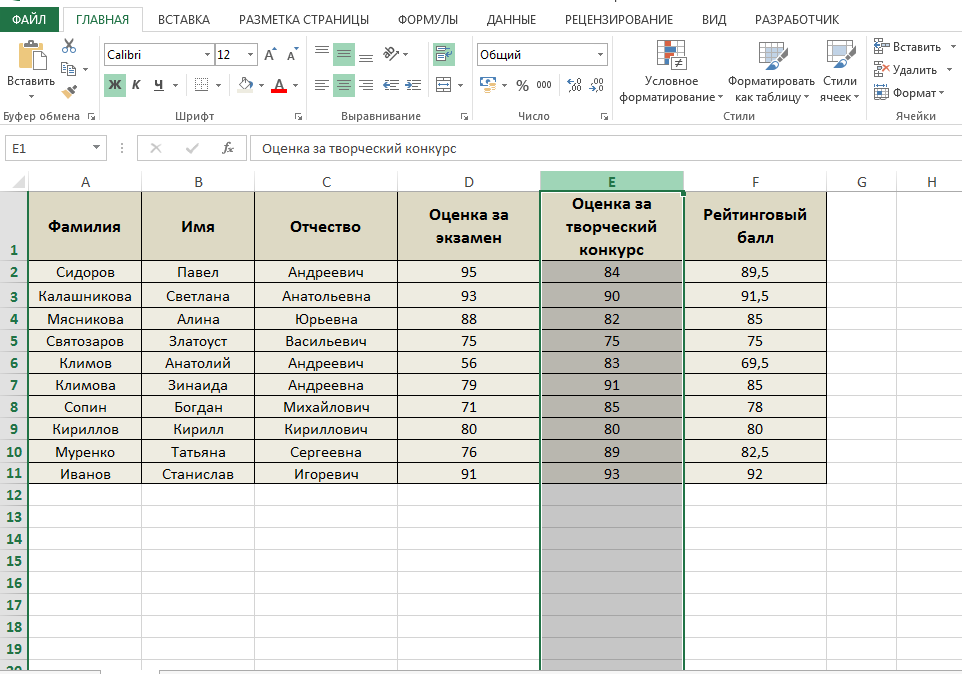 ФАЙЛ ГЛАВНАЯ ВСТАВКА РАЗМЕТКА СТРАНИЦЫ ФОРМУЛЫ ДАННЫЕ РЕЦЕНЗИРОВАНИЕ ВИД РАЗРАБОТЧИК
Вставить
Calibri 12
Ж К Ч
Общий
% 000
Условное форматирование
Форматировать как таблицу
Стили ячеек
Вставить
Удалить
Формат
Буфер обмена Шрифт Выравнивание Число Стили Ячейки
E1 fx Оценка за творческий конкурс
A B C D E F G H
1 Фамилия Имя Отчество Оценка за экзамен Оценка за творческий конкурс Рейтинговый балл
2 Сидоров Павел Андреевич 95 84 89,5
3 Калашникова Светлана Анатольевна 93 90 91,5
4 Мясникова Алина Юрьевна 88 82 85
5 Святозаров Златоуст Васильевич 75 75 75
6 Климов Анатолий Андреевич 56 83 69,5
7 Климова Зинаида Андреевна 79 91 85
8 Сопин Богдан Михайлович 71 85 78
9 Кириллов Кирилл Кириллович 80 80 80
10 Муренко Татьяна Сергеевна 76 89 82,5
11 Иванов Станислав Игоревич 91 93 92
12
13
14
15
16
17
18
19